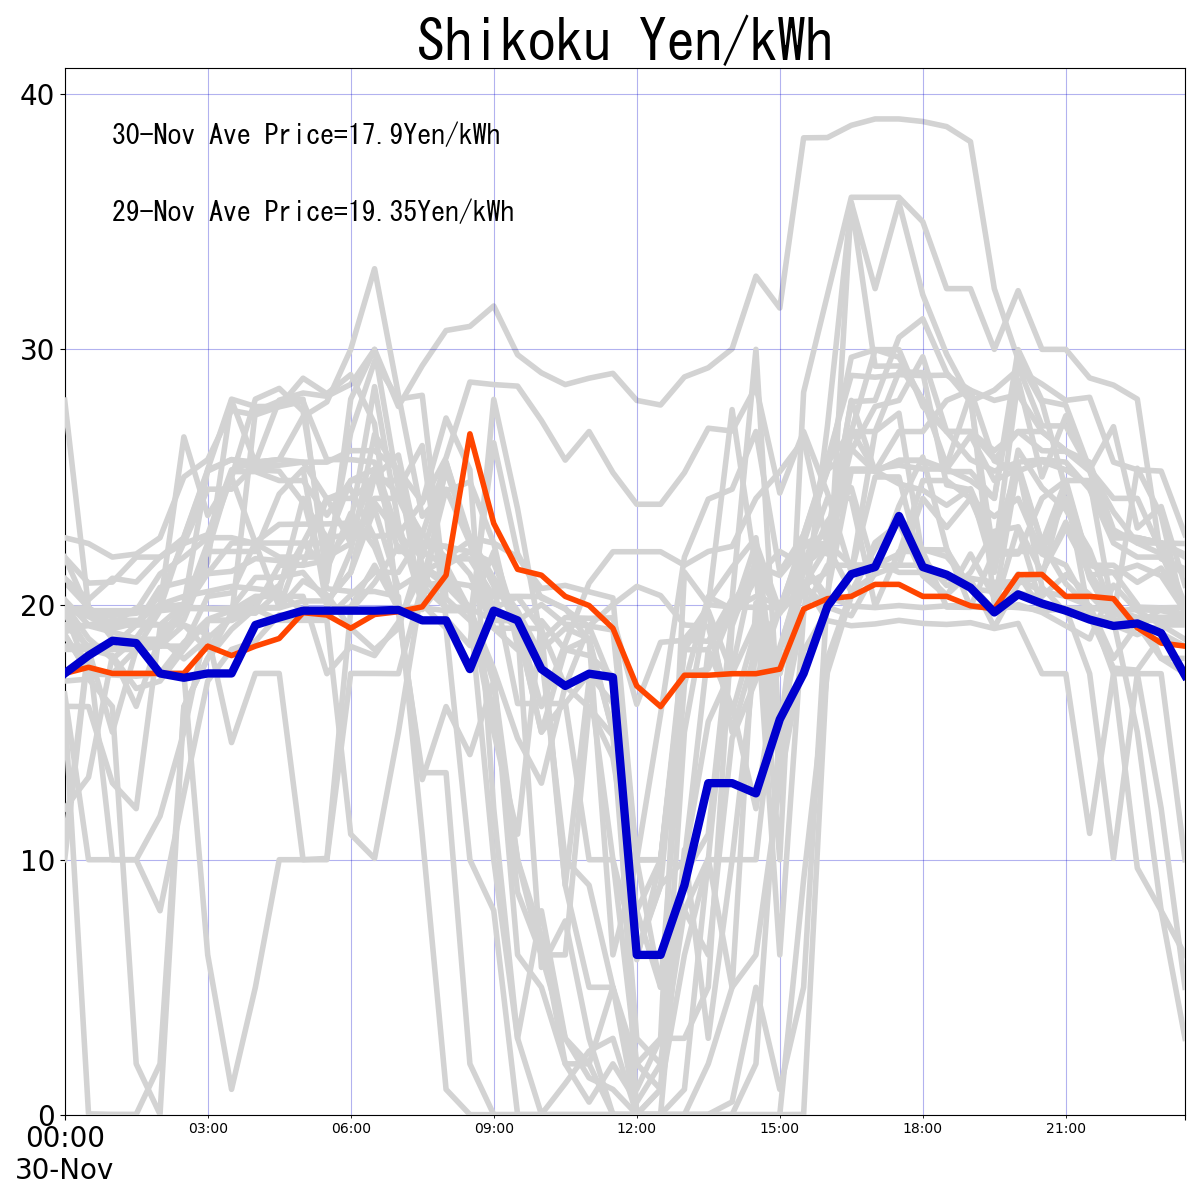 Shikoku Yen/kWh
40
30-Nov Ave Price=17.9Yen/kWh
29-Nov Ave Price=19.35Yen/kWh
30
20
10
0
00:00 03:00 06:00 09:00 12:00 15:00 18:00 21:00
30-Nov